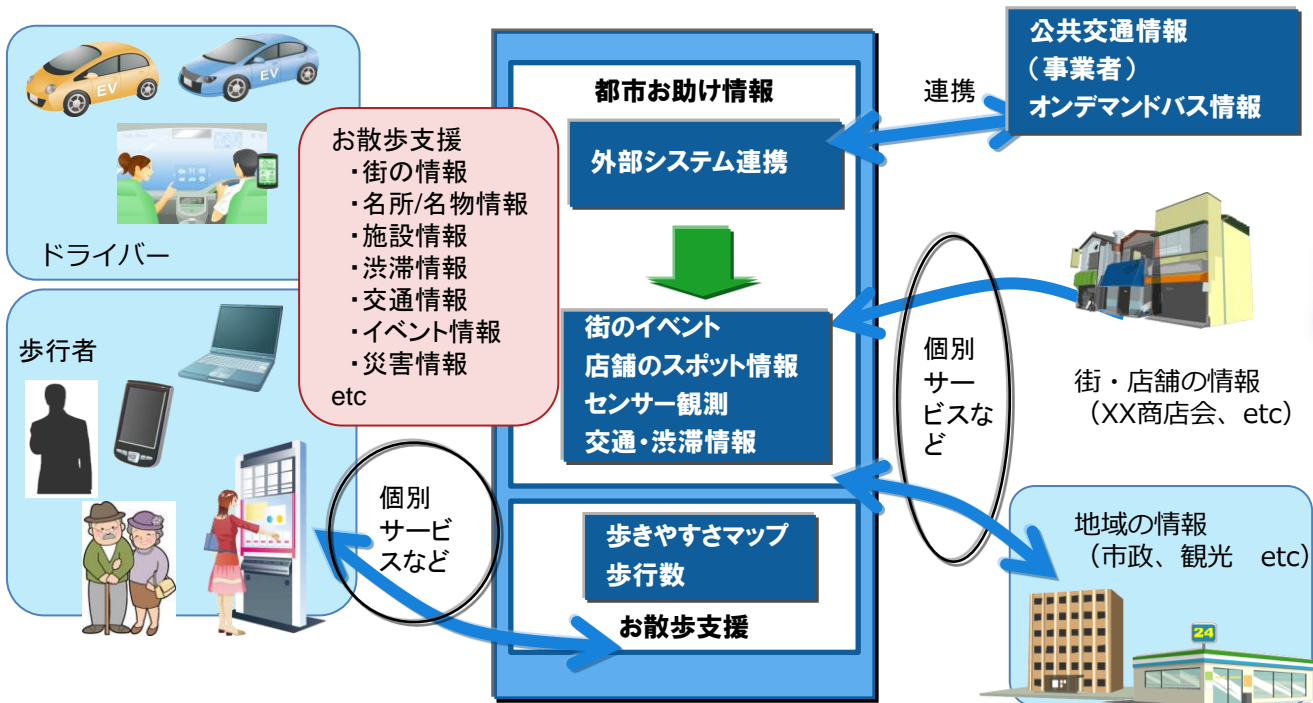 EV
EV
ドライバー
歩行者
お散歩支援
・街の情報
・名所/名物情報
・施設情報
・渋滞情報
・交通情報
・イベント情報
・災害情報
etc
個別
サービ
スなど
都市お助け情報
外部システム連携
街のイベント
店舗のスポット情報
センサー観測
交通・渋滞情報
歩きやすさマップ
歩行数
お散歩支援
連携
公共交通情報
（事業者）
オンデマンドバス情報
個別
サー
ビスな
ど
街・店舗の情報
（XX商店会、etc）
地域の情報
（市政、観光　etc）
24